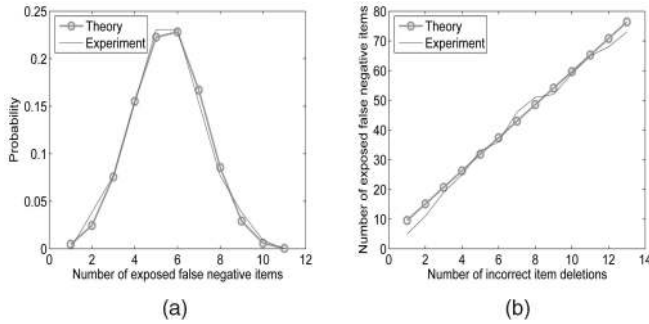 0.25
0.2
0.15
0.1
0.05
0
Probability
Theory
Experiment
0 2 4 6 8 10 12
Number of exposed false negative items
(a)
80
70
60
50
40
30
20
10
0
Number of exposed false negative items
Theory
Experiment
0 2 4 6 8 10 12 14
Number of incorrect item deletions
(b)